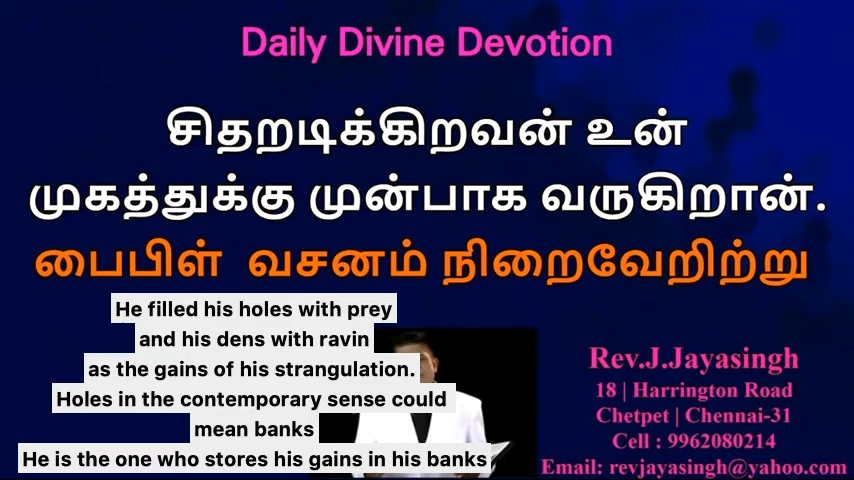 Daily Divine Devotion
சிதறடிக்கிறவன் உன்
முகத்துக்கு முன்பாக வருகிறான்.
பைபிள் வசனம் நிறைவேறிற்று
He filled his holes with prey
and his dens with ravin
as the gains of his strangulation.
Holes in the contemporary sense could
mean banks
He is the one who stores his gains in his banks
Rev.J.Jayasingh
18 | Harrington Road
Chetpet | Chennai-31
Cell : 9962080214
Email: revjayasingh@yahoo.com